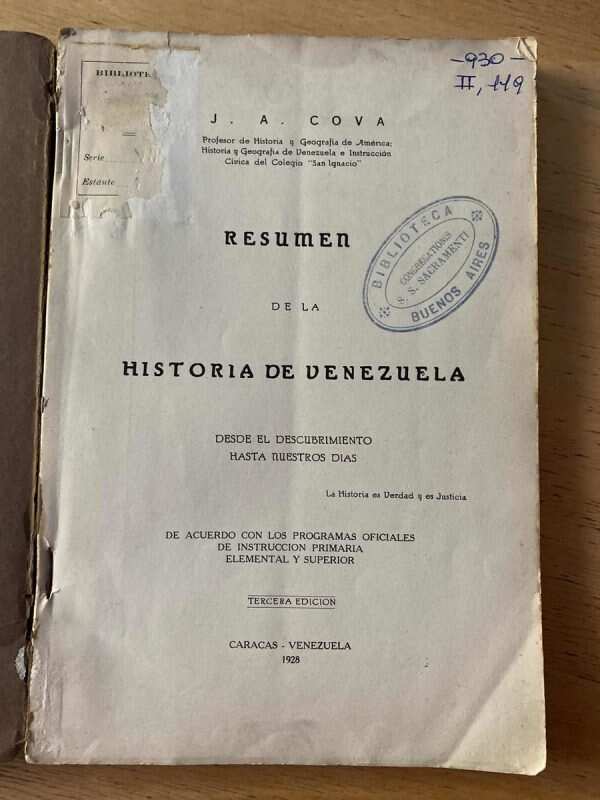 BIBLIOTE
Serie
Estante
-930-
II, 119
J. A. COVA
Profesor de Historia y Geografía de América:
Historia y Geografía de Venezuela e Instrucción
Cívica del Colegio "San Ignacio"
BIBLIOTECA
CONGREGATIONIS
S. S. SACRAMENTI
BUENOS AIRES
RESUMEN
DE LA
HISTORIA DE VENEZUELA
DESDE EL DESCUBRIMIENTO
HASTA NUESTROS DIAS
La Historia es Verdad y es Justicia
DE ACUERDO CON LOS PROGRAMAS OFICIALES
DE INSTRUCCION PRIMARIA
ELEMENTAL Y SUPERIOR
TERCERA EDICION
CARACAS - VENEZUELA
1928